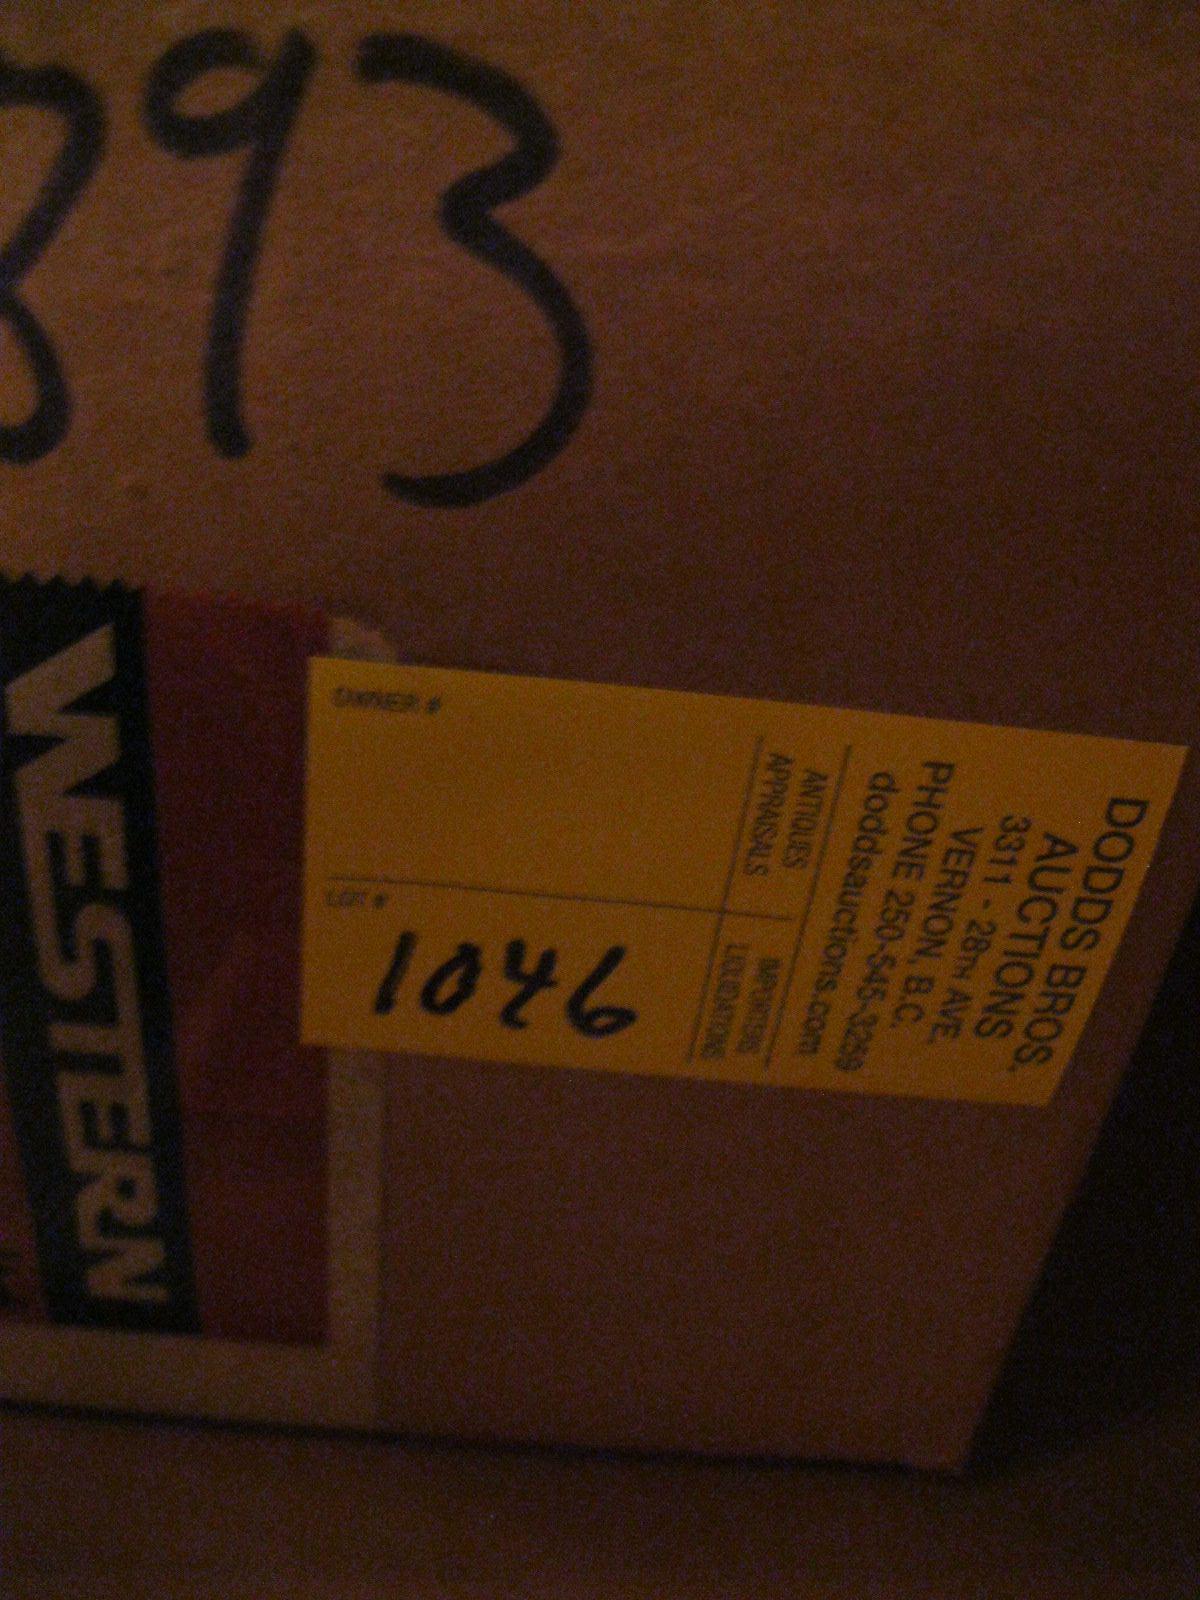 393
WESTERN
DODDS BROS.
AUCTIONS
3311 - 28TH AVE.
VERNON, B.C.
PHONE 250-545-3259
doddsauctions.com
ANTIQUES
APPRAISALS
IMPORTERS
LIQUIDATIONS
OWNER #
LOT #
1046